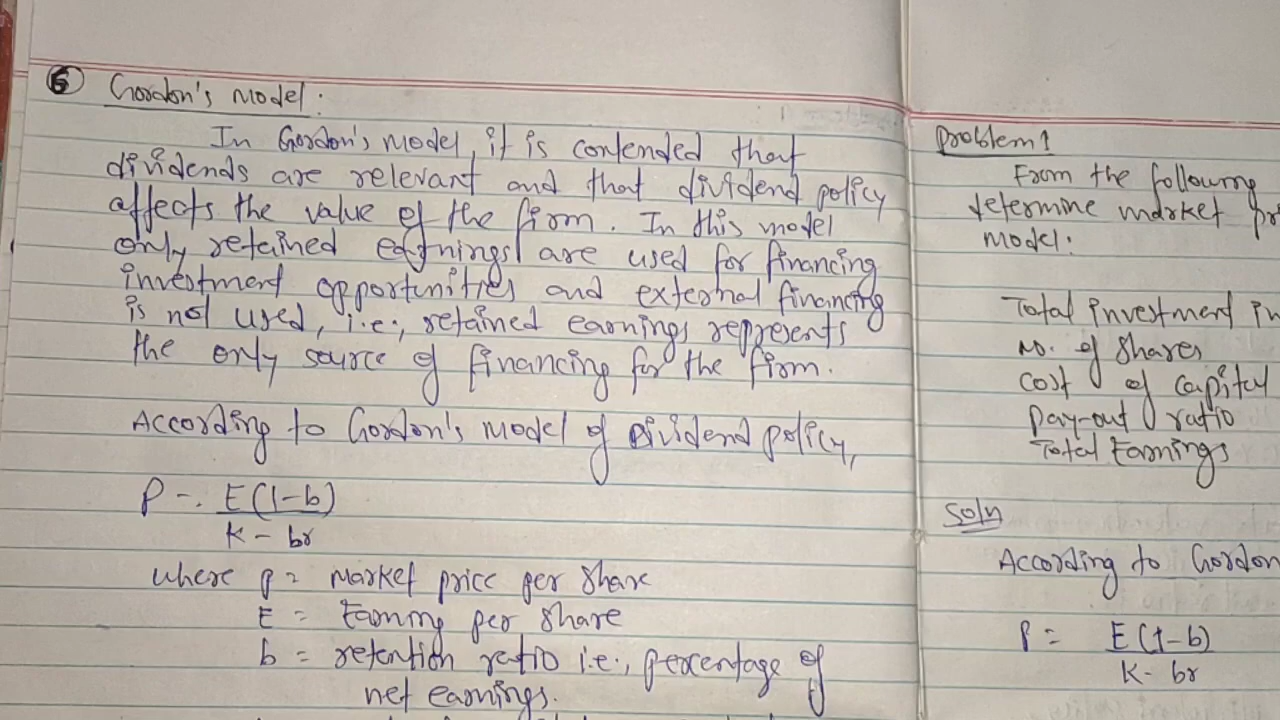 6 Gordon's model:
In Gordon's model, it is contended that
dividends are relevant and that dividend policy
affects the value of the firm. In this model
only retained earnings are used for financing
investment opportunities and external financing
is not used, i.e., retained earnings represents
the only source of financing for the firm.
According to Gordon's model of dividend policy,
P = E(1-b)
K - br
where P = market price per share
E = Earning per share
b = retention ratio i.e., percentage of
net earnings.
Problem 1
From the following
determine market pr
model:
Total investment in
No. of shares
cost of capital
pay-out ratio
Total Earnings
Soln
According to Gordon
P = E(1-b)
K - br